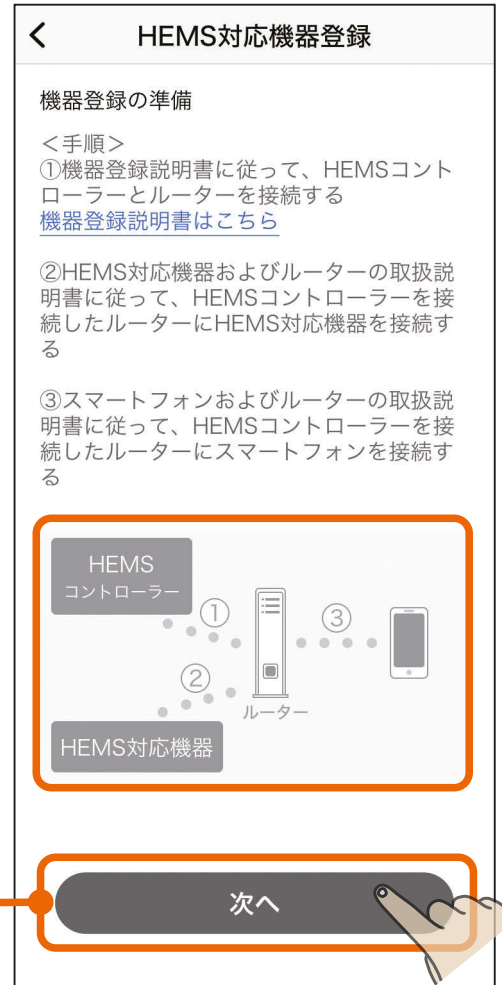 HEMS対応機器登録
機器登録の準備
＜手順＞
①機器登録説明書に従って、HEMSコント
ローラーとルーターを接続する
機器登録説明書はこちら
②HEMS対応機器およびルーターの取扱説
明書に従って、HEMSコントローラーを接
続したルーターにHEMS対応機器を接続す
る
③スマートフォンおよびルーターの取扱説
明書に従って、HEMSコントローラーを接
続したルーターにスマートフォンを接続す
る
HEMS
コントローラー
①
③
②
ルーター
HEMS対応機器
次へ